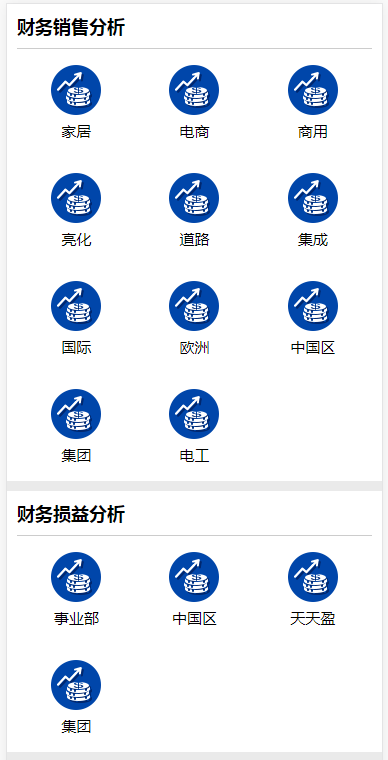 财务销售分析
家居 电商 商用
亮化 道路 集成
国际 欧洲 中国区
集团 电工
财务损益分析
事业部 中国区 天天盈
集团